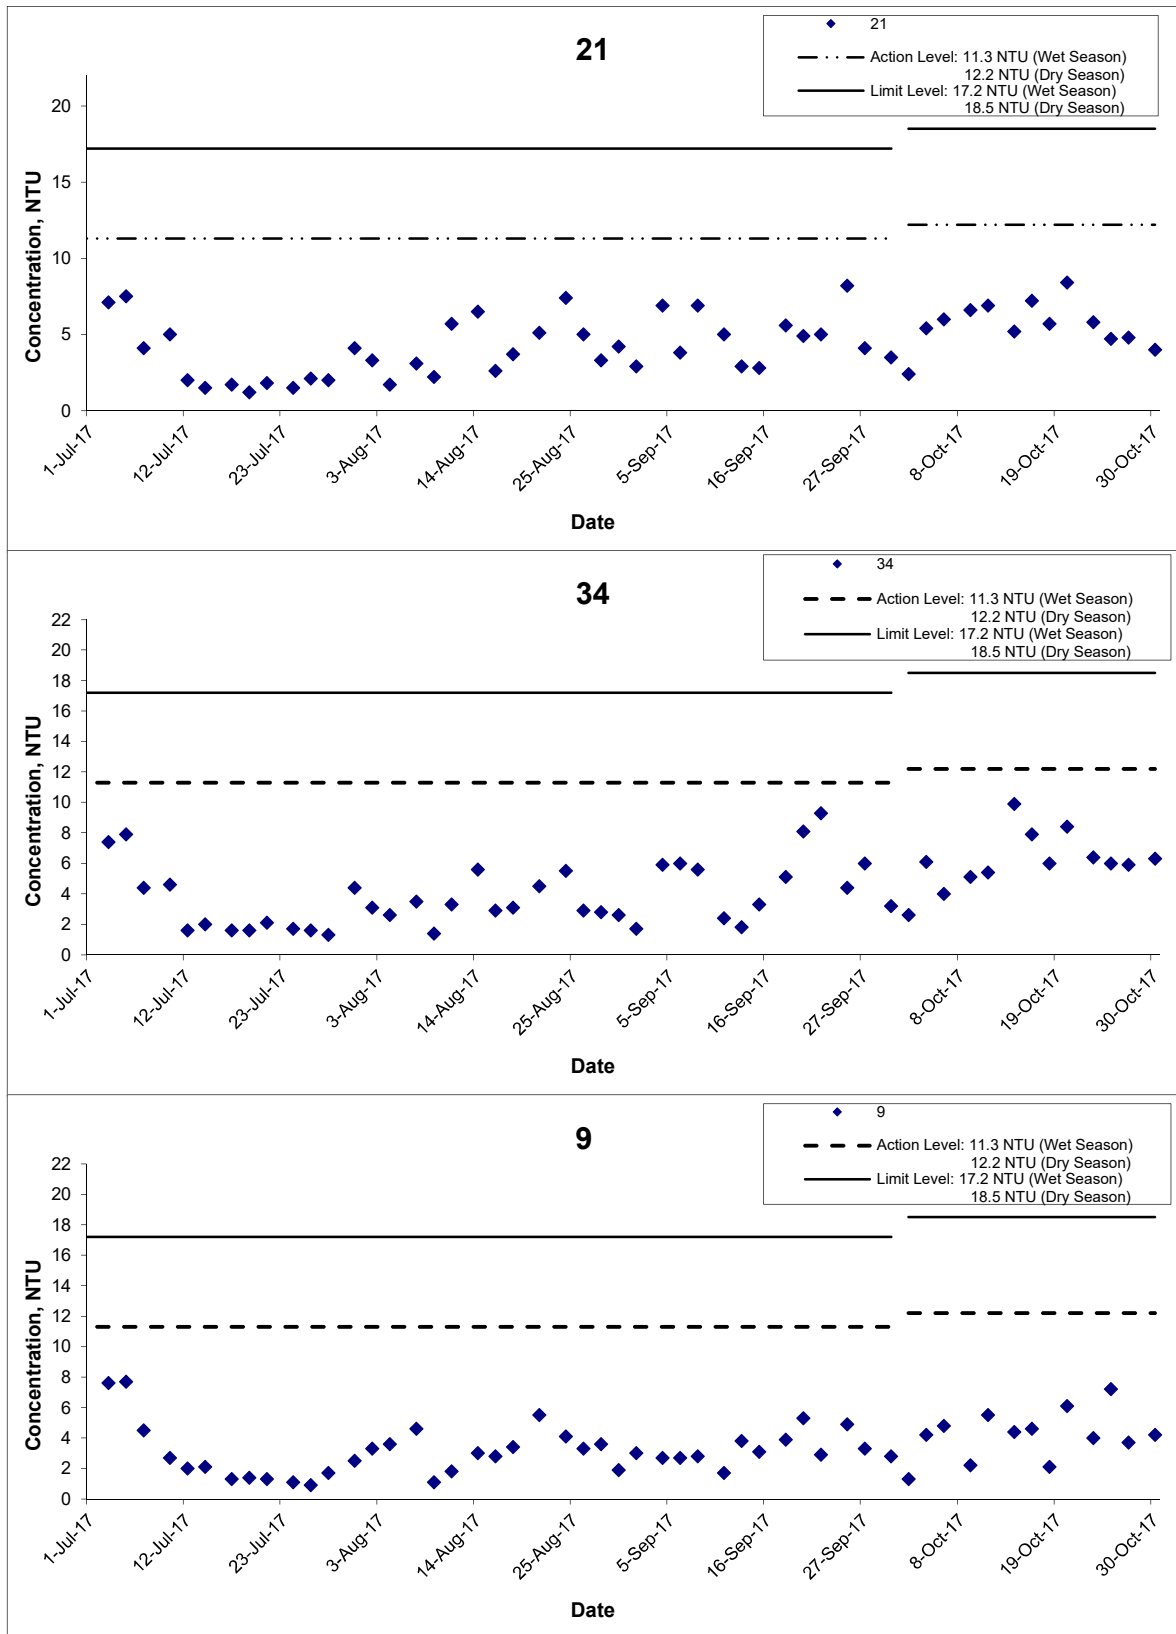 21
21
Action Level: 11.3 NTU (Wet Season)
12.2 NTU (Dry Season)
Limit Level: 17.2 NTU (Wet Season)
18.5 NTU (Dry Season)
Concentration, NTU
20
15
10
5
0
1-Jul-17
12-Jul-17
23-Jul-17
3-Aug-17
14-Aug-17
25-Aug-17
5-Sep-17
16-Sep-17
27-Sep-17
8-Oct-17
19-Oct-17
30-Oct-17
Date
34
34
Action Level: 11.3 NTU (Wet Season)
12.2 NTU (Dry Season)
Limit Level: 17.2 NTU (Wet Season)
18.5 NTU (Dry Season)
Concentration, NTU
22
20
18
16
14
12
10
8
6
4
2
0
1-Jul-17
12-Jul-17
23-Jul-17
3-Aug-17
14-Aug-17
25-Aug-17
5-Sep-17
16-Sep-17
27-Sep-17
8-Oct-17
19-Oct-17
30-Oct-17
Date
9
9
Action Level: 11.3 NTU (Wet Season)
12.2 NTU (Dry Season)
Limit Level: 17.2 NTU (Wet Season)
18.5 NTU (Dry Season)
Concentration, NTU
22
20
18
16
14
12
10
8
6
4
2
0
1-Jul-17
12-Jul-17
23-Jul-17
3-Aug-17
14-Aug-17
25-Aug-17
5-Sep-17
16-Sep-17
27-Sep-17
8-Oct-17
19-Oct-17
30-Oct-17
Date